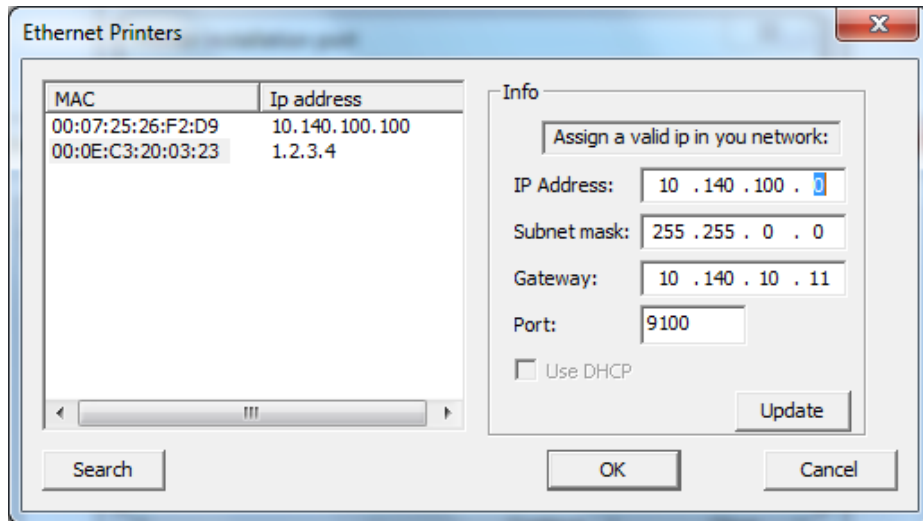 Ethernet Printers
MAC Ip address
00:07:25:26:F2:D9 10.140.100.100
00:0E:C3:20:03:23 1.2.3.4
Info
Assign a valid ip in you network:
IP Address: 10 .140 .100 . 0
Subnet mask: 255 .255 . 0 . 0
Gateway: 10 .140 . 10 . 11
Port: 9100
Use DHCP
Update
Search OK Cancel